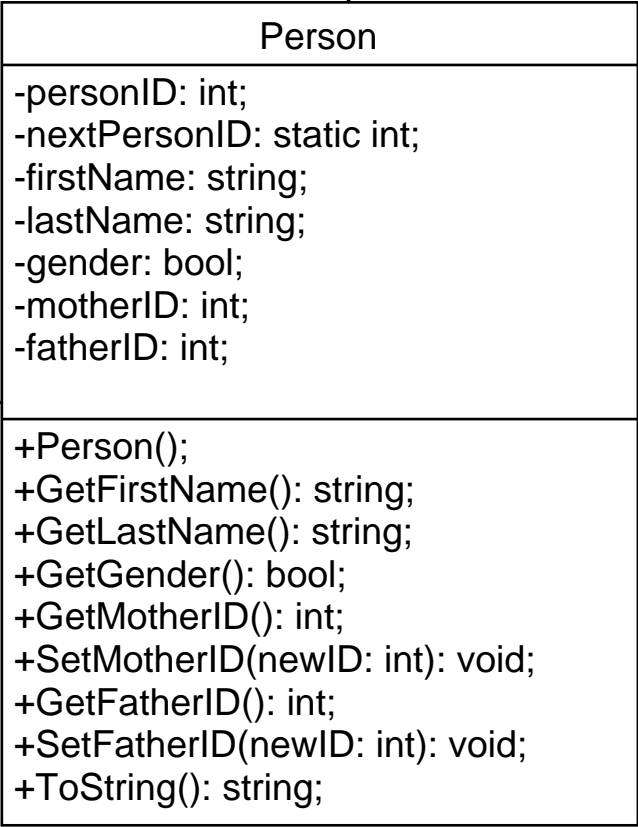 Person
-personID: int;
-nextPersonID: static int;
-firstName: string;
-lastName: string;
-gender: bool;
-motherID: int;
-fatherID: int;
+Person();
+GetFirstName(): string;
+GetLastName(): string;
+GetGender(): bool;
+GetMotherID(): int;
+SetMotherID(newID: int): void;
+GetFatherID(): int;
+SetFatherID(newID: int): void;
+ToString(): string;